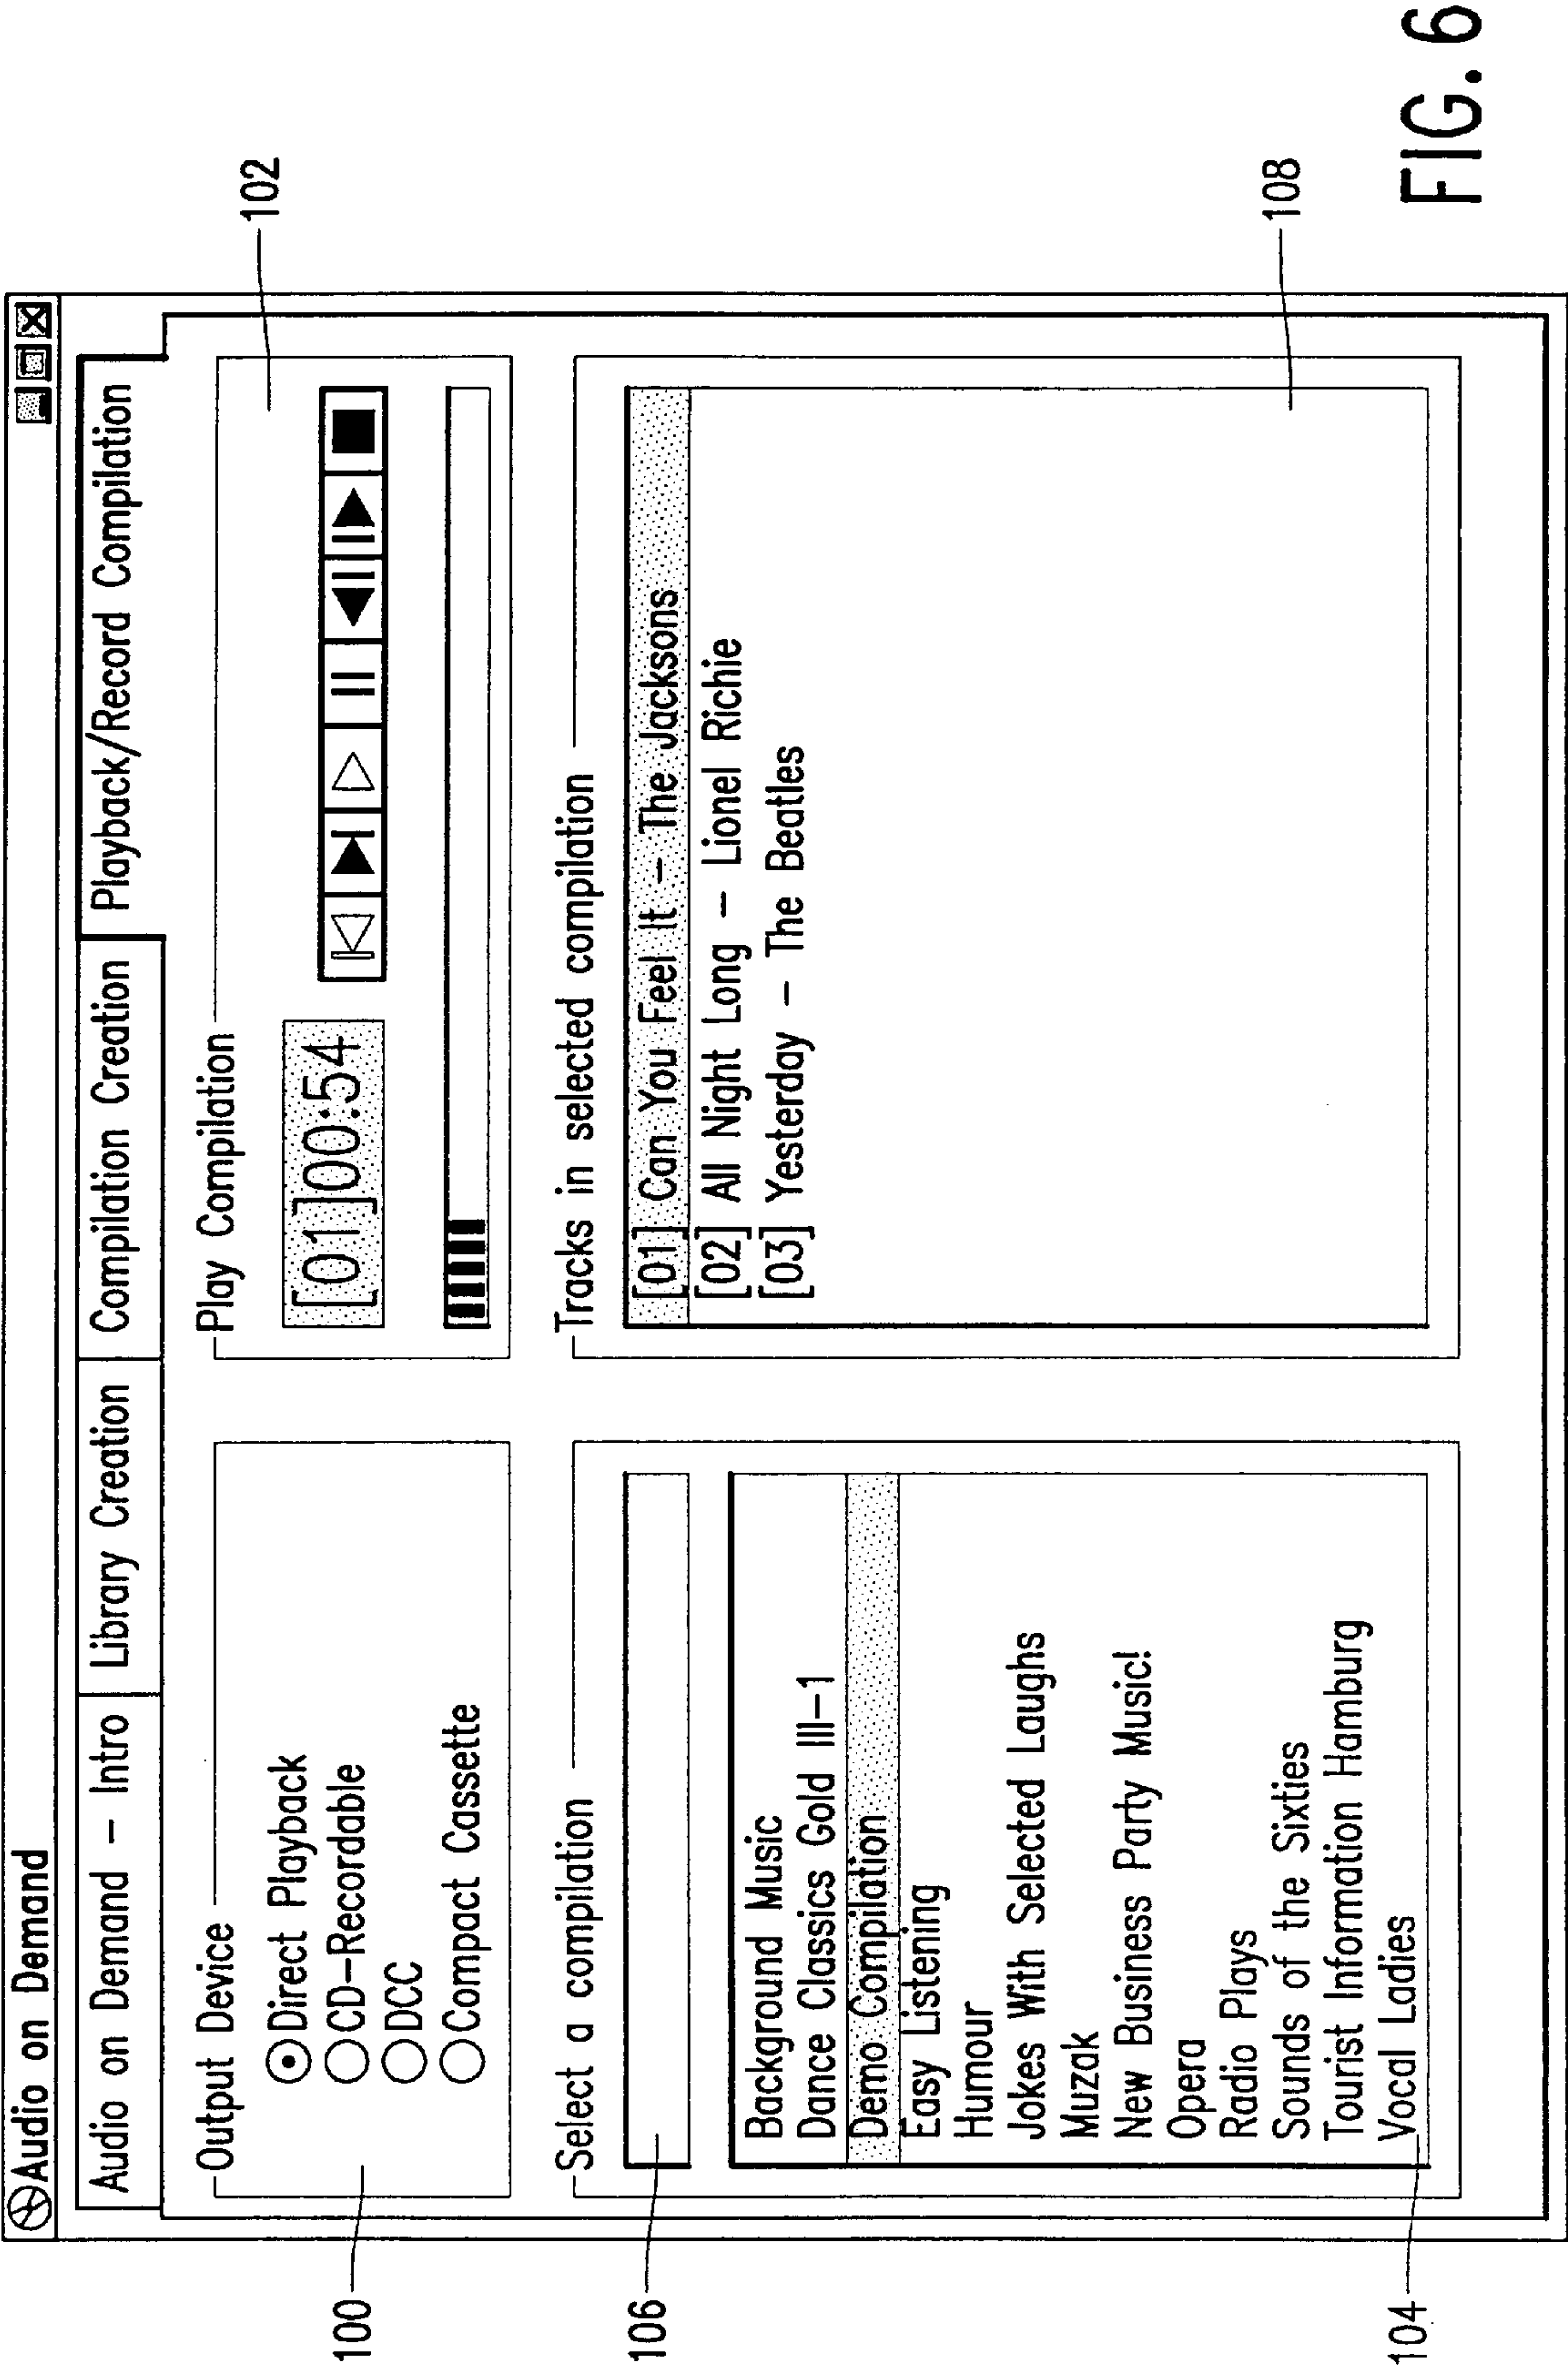 Audio on Demand
Audio on Demand – Intro
Library Creation
Compilation Creation
Playback/Record Compilation
Output Device
Direct Playback
CD–Recordable
DCC
Compact Cassette
100
Play Compilation
[01]00:54
102
Select a compilation
106
Background Music
Dance Classics Gold III–1
Demo Compilation
Easy Listening
Humour
Jokes With Selected Laughs
Muzak
New Business Party Music!
Opera
Radio Plays
Sounds of the Sixties
Tourist Information Hamburg
Vocal Ladies
104
Tracks in selected compilation
[01] Can You Feel It – The Jacksons
[02] All Night Long – Lionel Richie
[03] Yesterday – The Beatles
108
FIG. 6